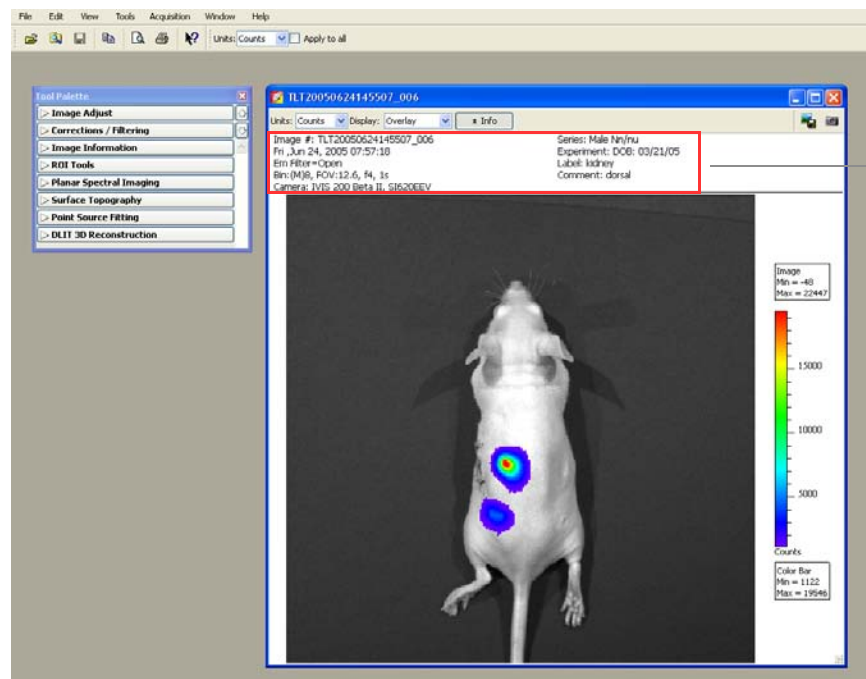 File Edit View Tools Acquisition Window Help
Units: Counts Apply to all
Tool Palette
Image Adjust
Corrections / Filtering
Image Information
ROI Tools
Planar Spectral Imaging
Surface Topography
Point Source Fitting
DLIT 3D Reconstruction
TLT20050624145507_006
Units: Counts Display: Overlay Info
Image #: TLT20050624145507_006
Fri ,Jun 24, 2005 07:57:18
Em Filter=Open
Bin:(M)8, FOV:12.6, f4, 1s
Camera: IVIS 200 Beta II, SI620EEV
Series: Male Nn/nu
Experiment: DOB: 03/21/05
Label: kidney
Comment: dorsal
Image
Min = -48
Max = 22447
15000
10000
5000
Counts
Color Bar
Min = 1122
Max = 19546